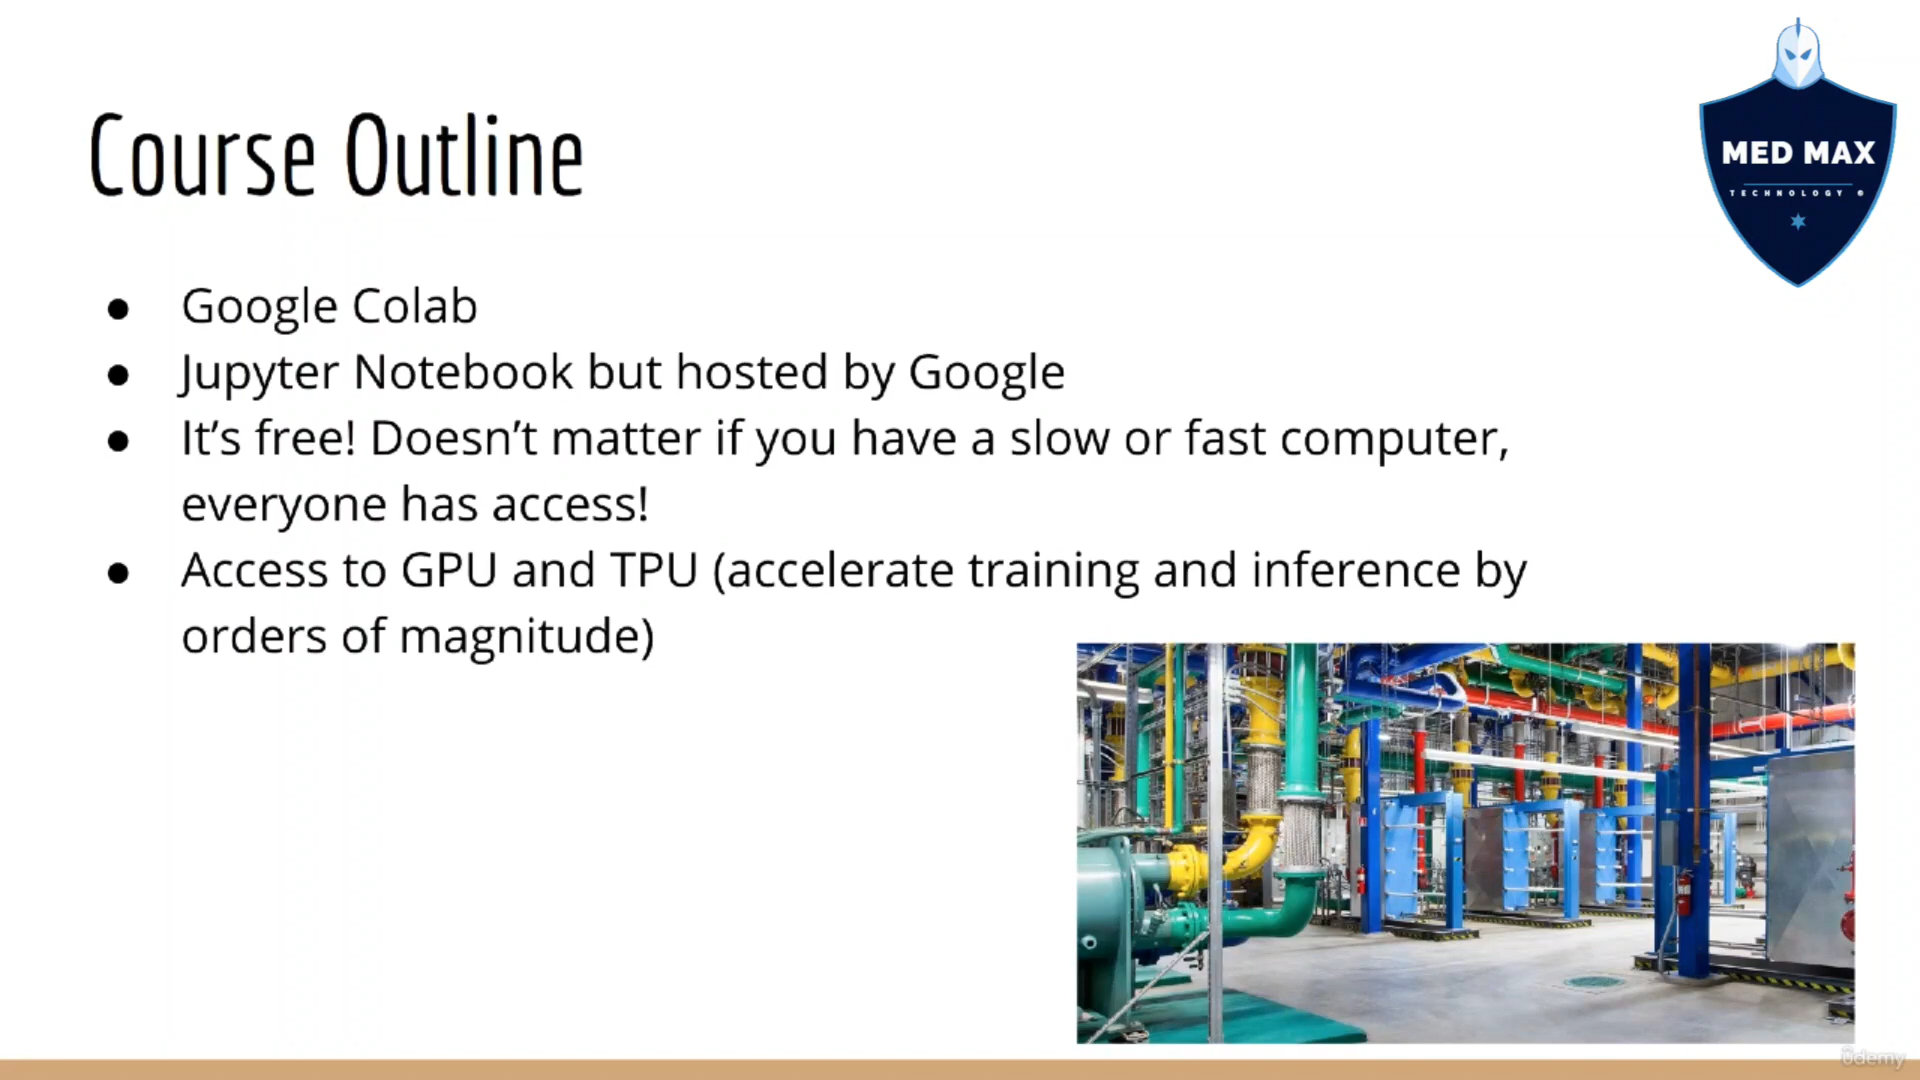 Course Outline
MED MAX
TECHNOLOGY ®
● Google Colab
● Jupyter Notebook but hosted by Google
● It’s free! Doesn’t matter if you have a slow or fast computer,
everyone has access!
● Access to GPU and TPU (accelerate training and inference by
orders of magnitude)
ûdemy